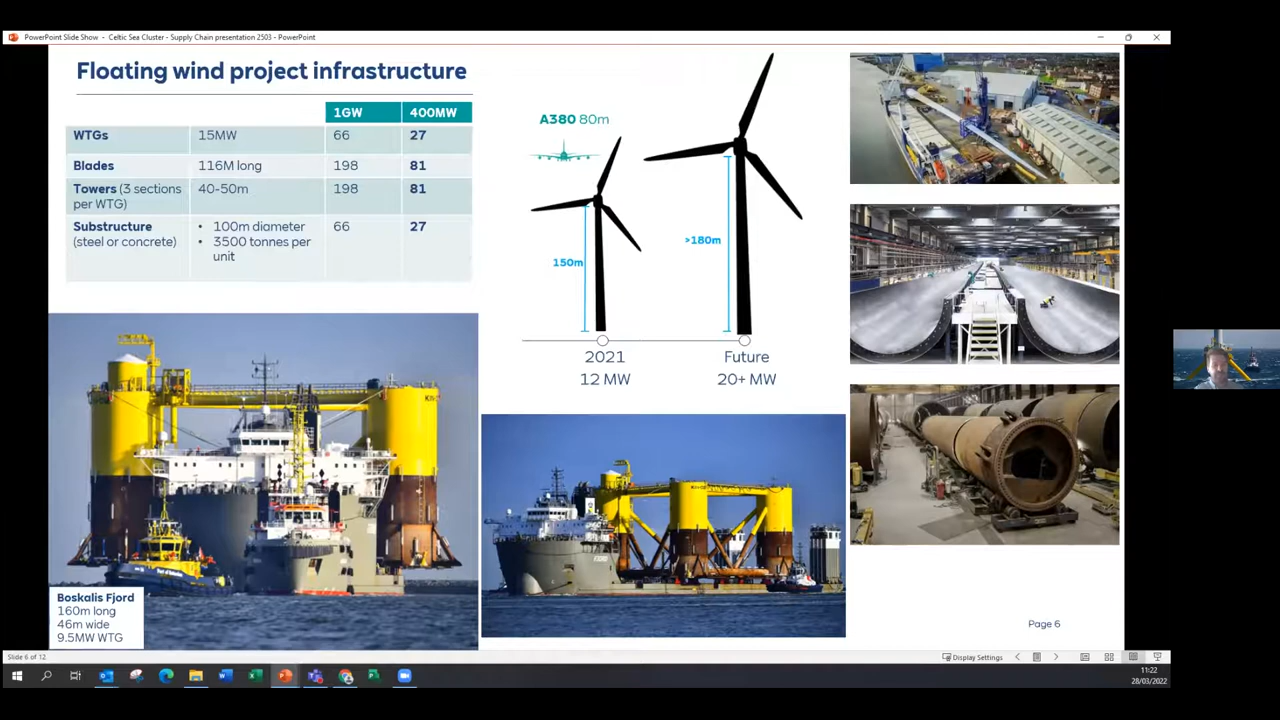 PowerPoint Slide Show - Celtic Sea Cluster - Supply Chain presentation 2503 - PowerPoint
Floating wind project infrastructure
1GW 400MW
WTGs 15MW 66 27
Blades 116M long 198 81
Towers (3 sections per WTG) 40-50m 198 81
Substructure (steel or concrete)
• 100m diameter
• 3500 tonnes per unit
66 27
A380 80m
150m
>180m
2021
12 MW
Future
20+ MW
Boskalis Fjord
160m long
46m wide
9.5MW WTG
Page 6
Slide 6 of 12
Display Settings
11:22
28/03/2022